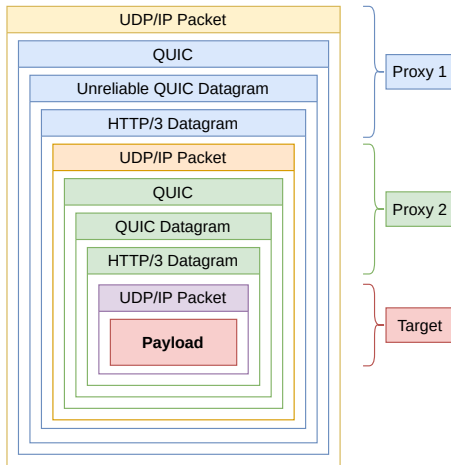 UDP/IP Packet
QUIC
Unreliable QUIC Datagram
HTTP/3 Datagram
UDP/IP Packet
QUIC
QUIC Datagram
HTTP/3 Datagram
UDP/IP Packet
Payload
Proxy 1
Proxy 2
Target